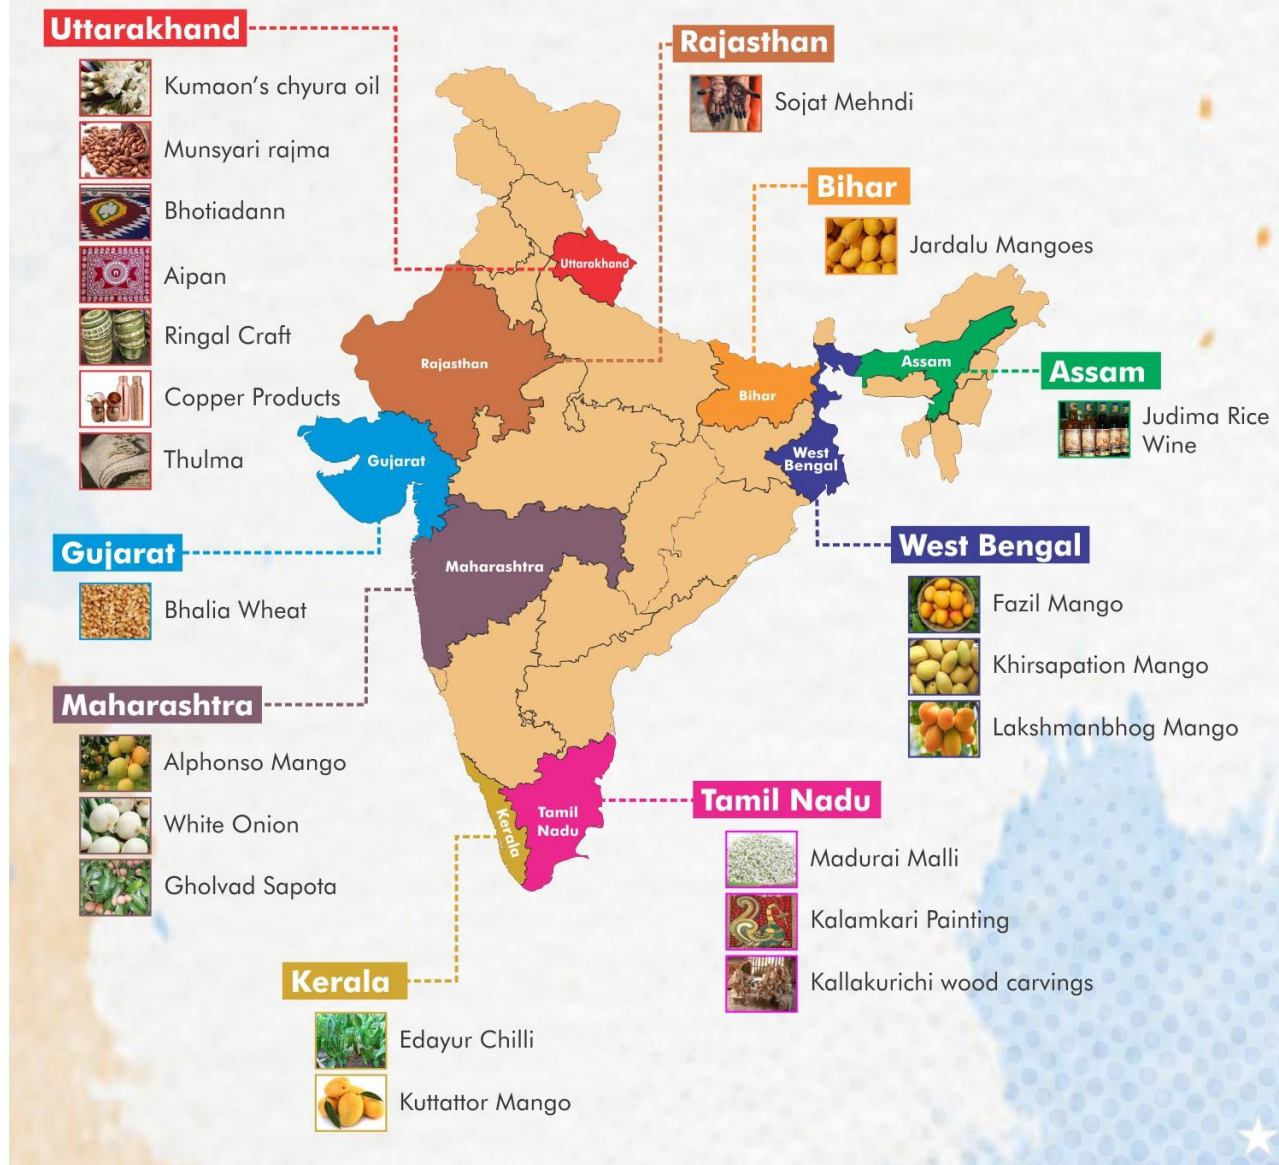 Uttarakhand
Kumaon's chyura oil
Munsyari rajma
Bhotiadann
Aipan
Ringal Craft
Copper Products
Thulma
Gujarat
Bhalia Wheat
Maharashtra
Alphonso Mango
White Onion
Gholvad Sapota
Kerala
Edayur Chilli
Kuttattor Mango
Rajasthan
Sojat Mehndi
Bihar
Jardalu Mangoes
Assam
Judima Rice
Wine
West Bengal
Fazil Mango
Khirsapation Mango
Lakshmanbhog Mango
Tamil Nadu
Madurai Malli
Kalamkari Painting
Kallakurichi wood carvings
Uttarakhand
Rajasthan
Bihar
Assam
Gujarat
West
Bengal
Maharashtra
Tamil
Nadu
Kerala